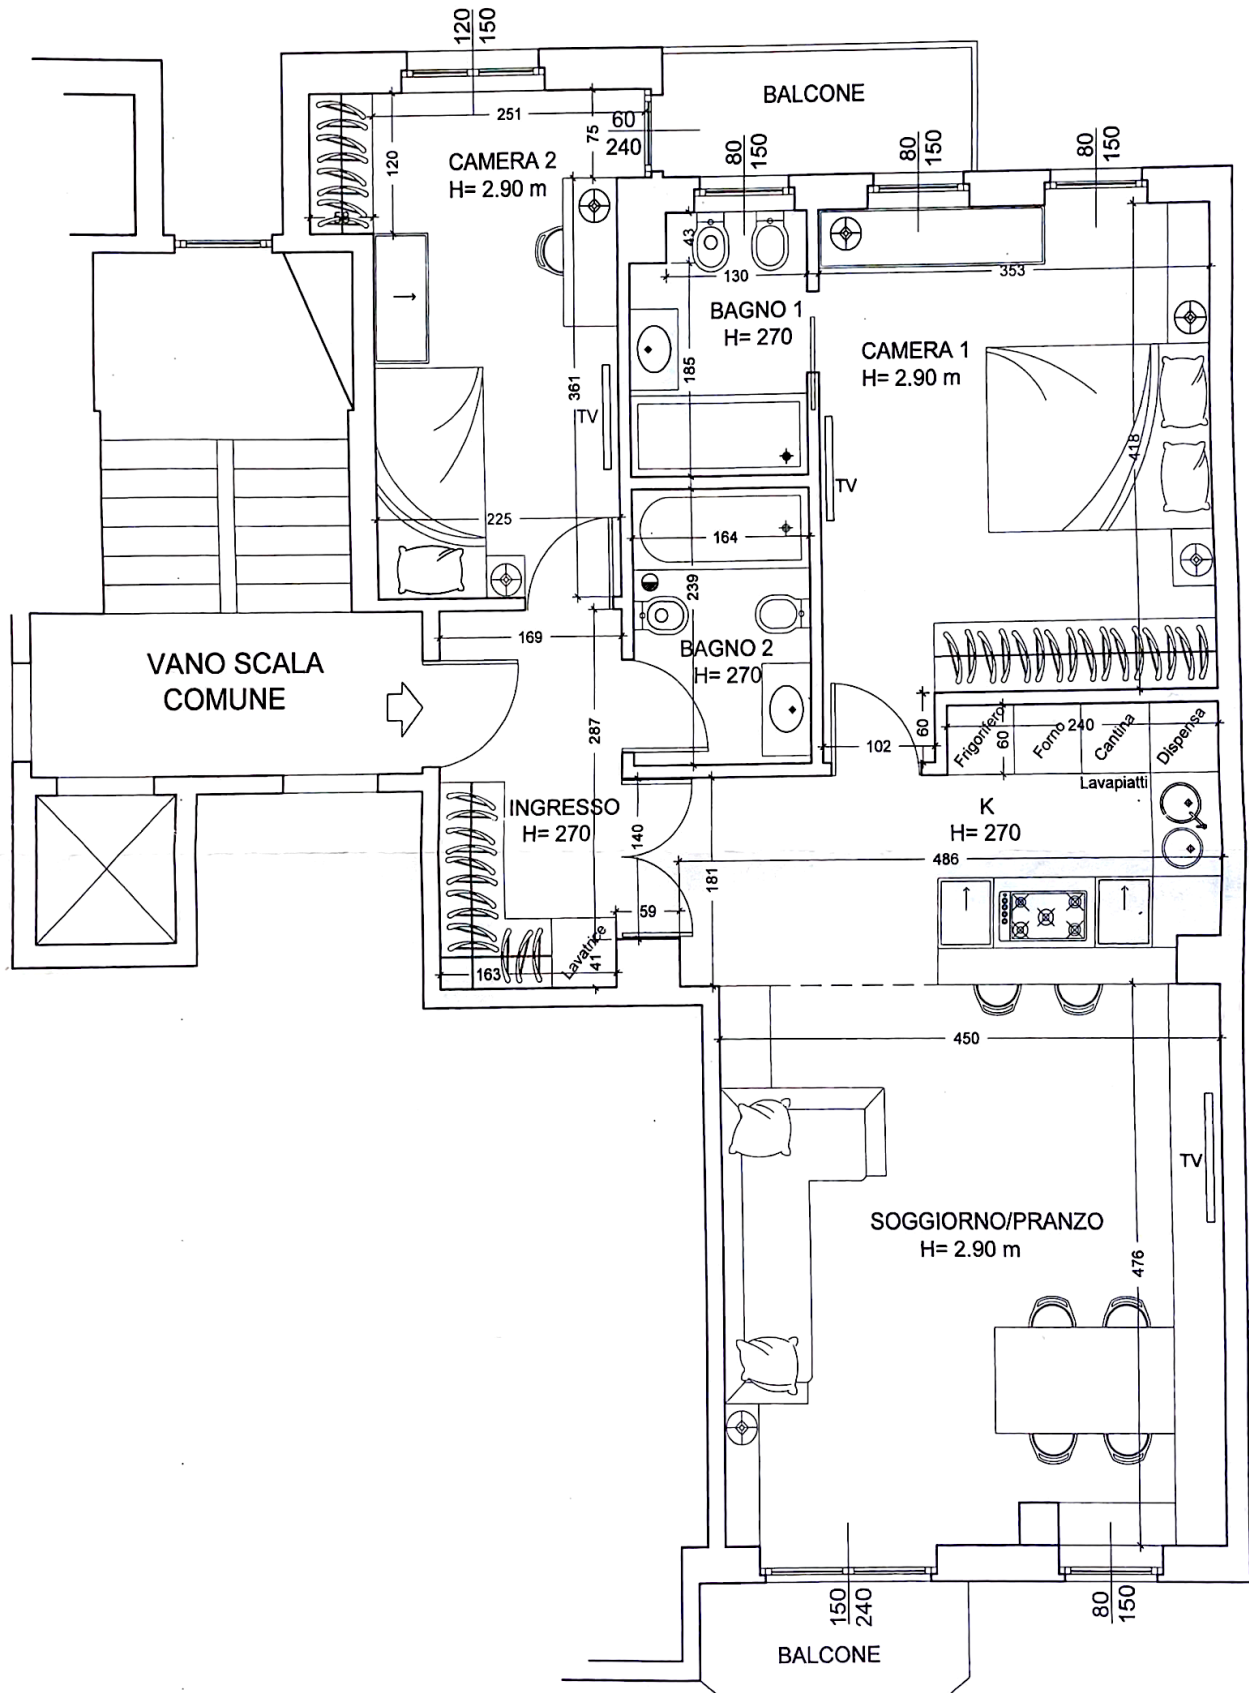 120
150
BALCONE
251
60
240
75
80
150
80
150
80
150
CAMERA 2
H= 2.90 m
120
58
43
130
353
BAGNO 1
H= 270
CAMERA 1
H= 2.90 m
185
361
TV
418
TV
225
164
239
169
BAGNO 2
H= 270
VANO SCALA
COMUNE
287
102
60
60
240
Frigorifero
Forno
Cantina
Dispensa
Lavapiatti
INGRESSO
H= 270
140
K
H= 270
486
181
59
Lavatrice
41
163
450
TV
SOGGIORNO/PRANZO
H= 2.90 m
476
150
240
80
150
BALCONE